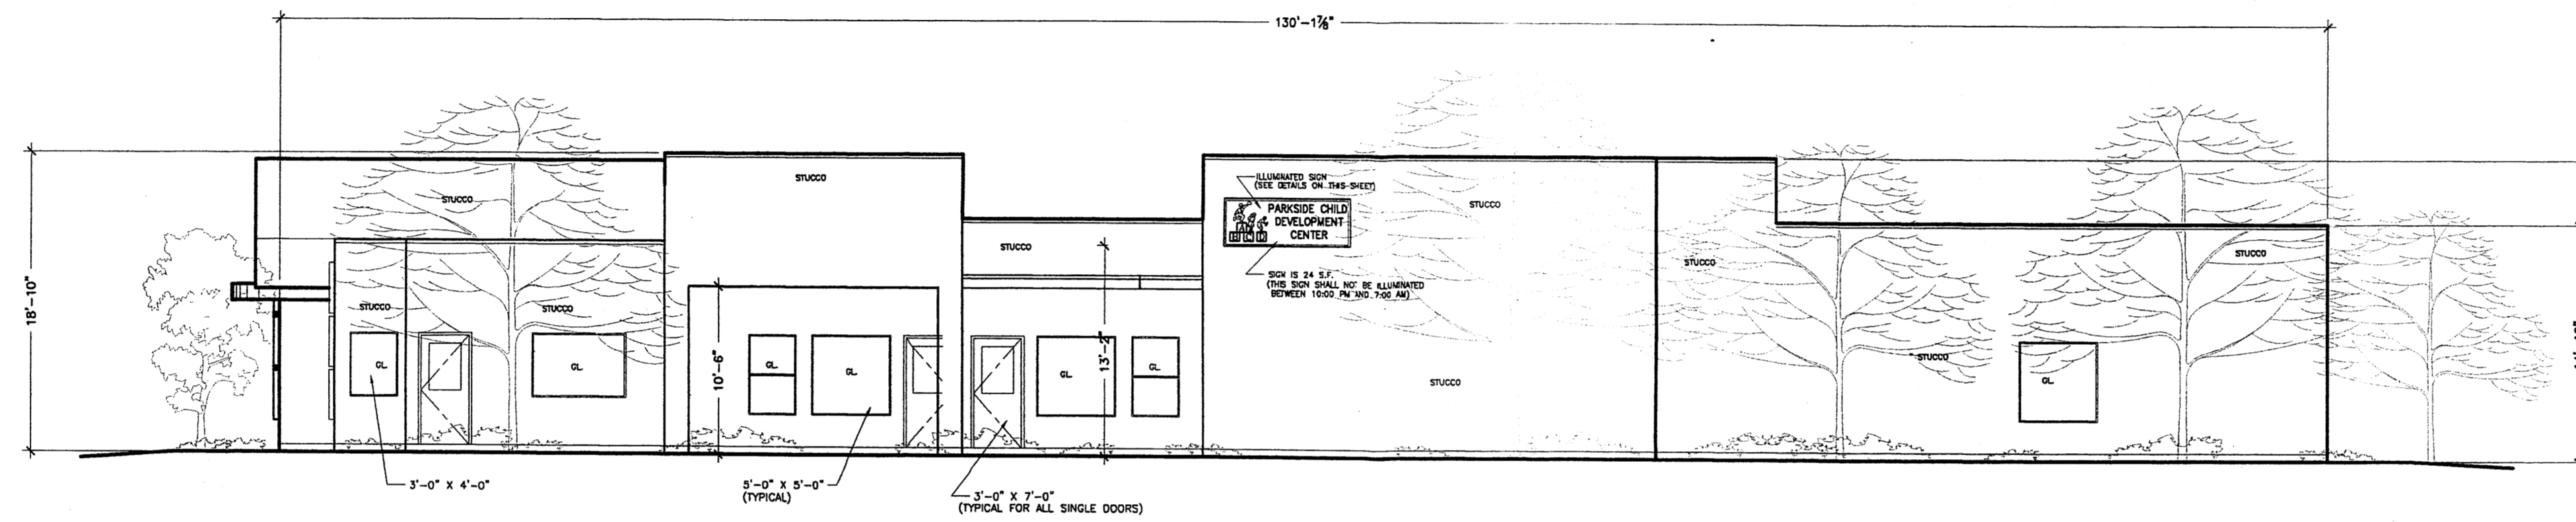 130'-1⅞"
18'-10"
STUCCO
STUCCO
STUCCO
STUCCO
GL.
GL.
3'-0" X 4'-0"
10'-6"
GL.
GL.
5'-0" X 5'-0"
(TYPICAL)
STUCCO
13'-2"
GL.
GL.
3'-0" X 7'-0"
(TYPICAL FOR ALL SINGLE DOORS)
ILLUMINATED SIGN
(SEE DETAILS ON THIS SHEET)
PARKSIDE CHILD
DEVELOPMENT
CENTER
SIGN IS 24 S.F.
(THIS SIGN SHALL NOT BE ILLUMINATED
BETWEEN 10:00 PM AND 7:00 AM)
STUCCO
STUCCO
STUCCO
STUCCO
STUCCO
GL.